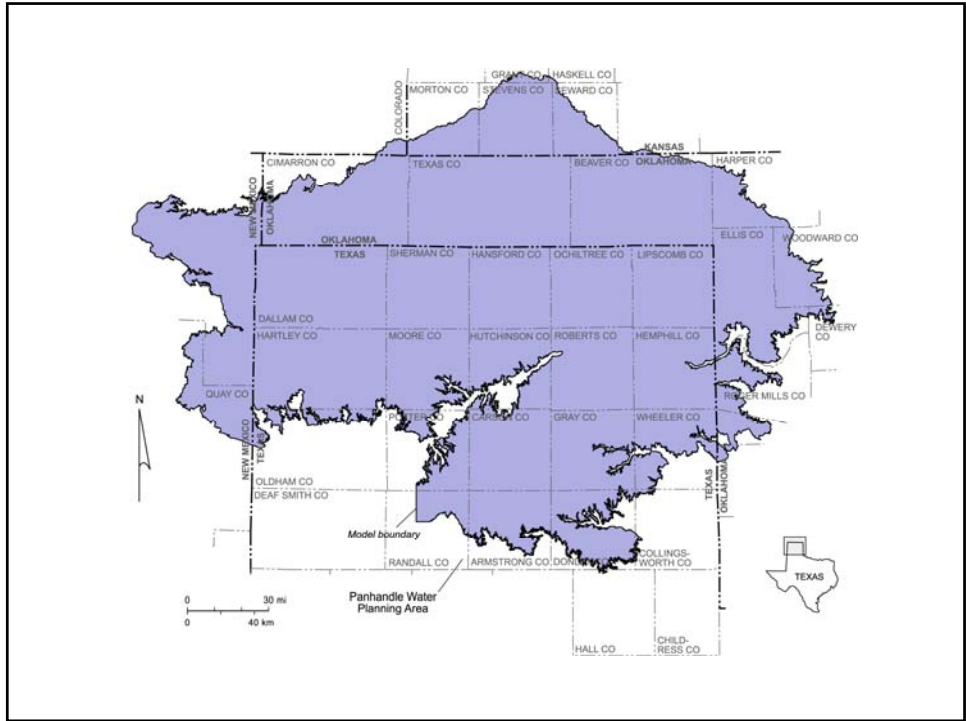 GRANT CO HASKELL CO
MORTON CO STEVENS CO SEWARD CO
COLORADO
KANSAS
CIMARRON CO TEXAS CO BEAVER CO OKLAHOMA HARPER CO
NEW MEXICO
OKLAHOMA
ELLIS CO WOODWARD CO
OKLAHOMA
TEXAS SHERMAN CO HANSFORD CO OCHILTREE CO LIPSCOMB CO
DALLAM CO
HARTLEY CO MOORE CO HUTCHINSON CO ROBERTS CO HEMPHILL CO
DEWERY
CO
QUAY CO ROGER MILLS CO
N
POTTER CO CARSON CO GRAY CO WHEELER CO
NEW MEXICO
TEXAS
TEXAS
OKLAHOMA
OLDHAM CO
DEAF SMITH CO
Model boundary
RANDALL CO ARMSTRONG CO COLLINGS-
WORTH CO
TEXAS
Panhandle Water
Planning Area
0 30 mi
0 40 km
HALL CO CHILD-
RESS CO